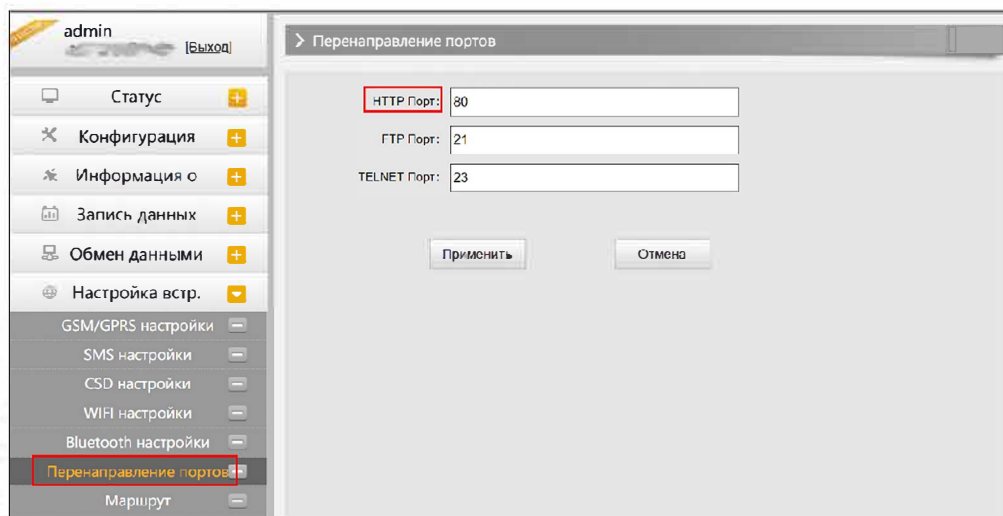 admin
[Выход]
Статус
Конфигурация
Информация о
Запись данных
Обмен данными
Настройка встр.
GSM/GPRS настройки
SMS настройки
CSD настройки
WIFI настройки
Bluetooth настройки
Перенаправление портов
Маршрут
Перенаправление портов
HTTP Порт: 80
FTP Порт: 21
TELNET Порт: 23
Применить Отмена